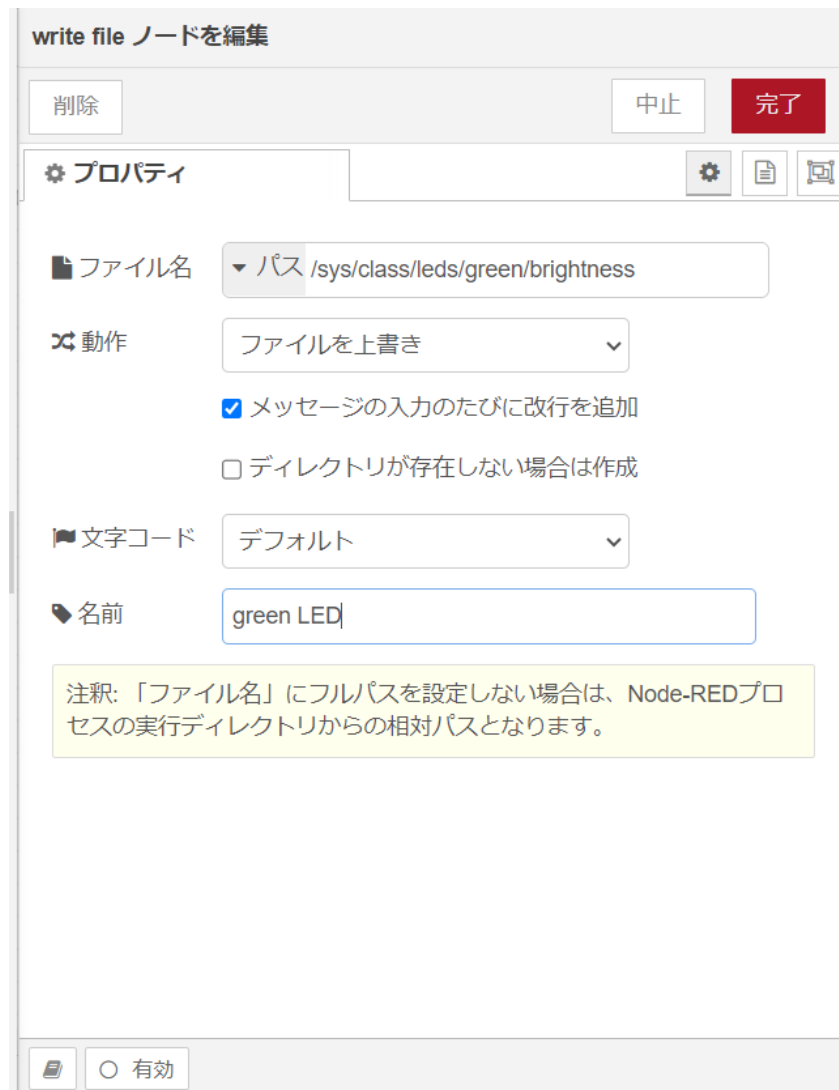 write file ノードを編集
削除 中止 完了
プロパティ
ファイル名 パス /sys/class/leds/green/brightness
動作 ファイルを上書き
メッセージの入力のたびに改行を追加
ディレクトリが存在しない場合は作成
文字コード デフォルト
名前 green LED
注釈: 「ファイル名」にフルパスを設定しない場合は、Node-REDプロ
セスの実行ディレクトリからの相対パスとなります。
有効